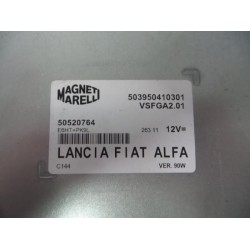 MAGNETI
MARELLI
503950410301
VSFGA2.01
50520764
263 11
12V=
LANCIA FIAT ALFA
C144
VER. 90W